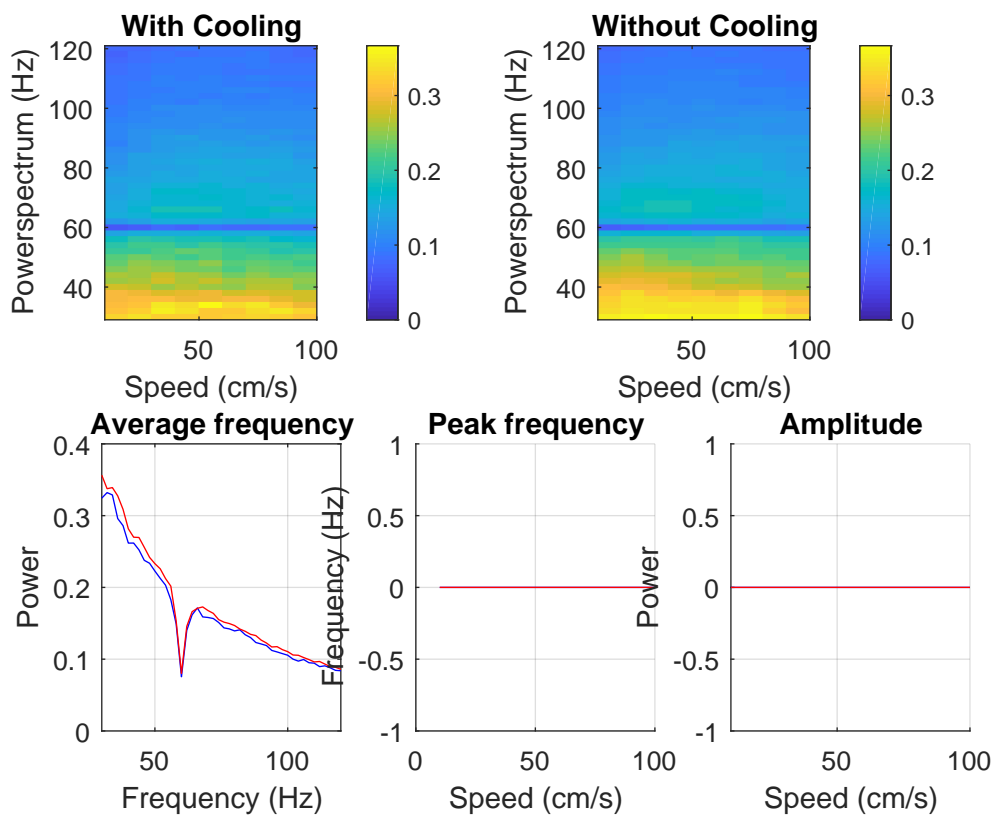 With Cooling
Powerspectrum (Hz)
120
100
80
60
40
50
100
Speed (cm/s)
0.3
0.2
0.1
0
Without Cooling
Powerspectrum (Hz)
120
100
80
60
40
50
100
Speed (cm/s)
0.3
0.2
0.1
0
Average frequency
Power
0.4
0.3
0.2
0.1
0
50
100
Frequency (Hz)
Peak frequency
Frequency (Hz)
1
0.5
0
-0.5
-1
0
50
100
Speed (cm/s)
Amplitude
Power
1
0.5
0
-0.5
-1
50
100
Speed (cm/s)